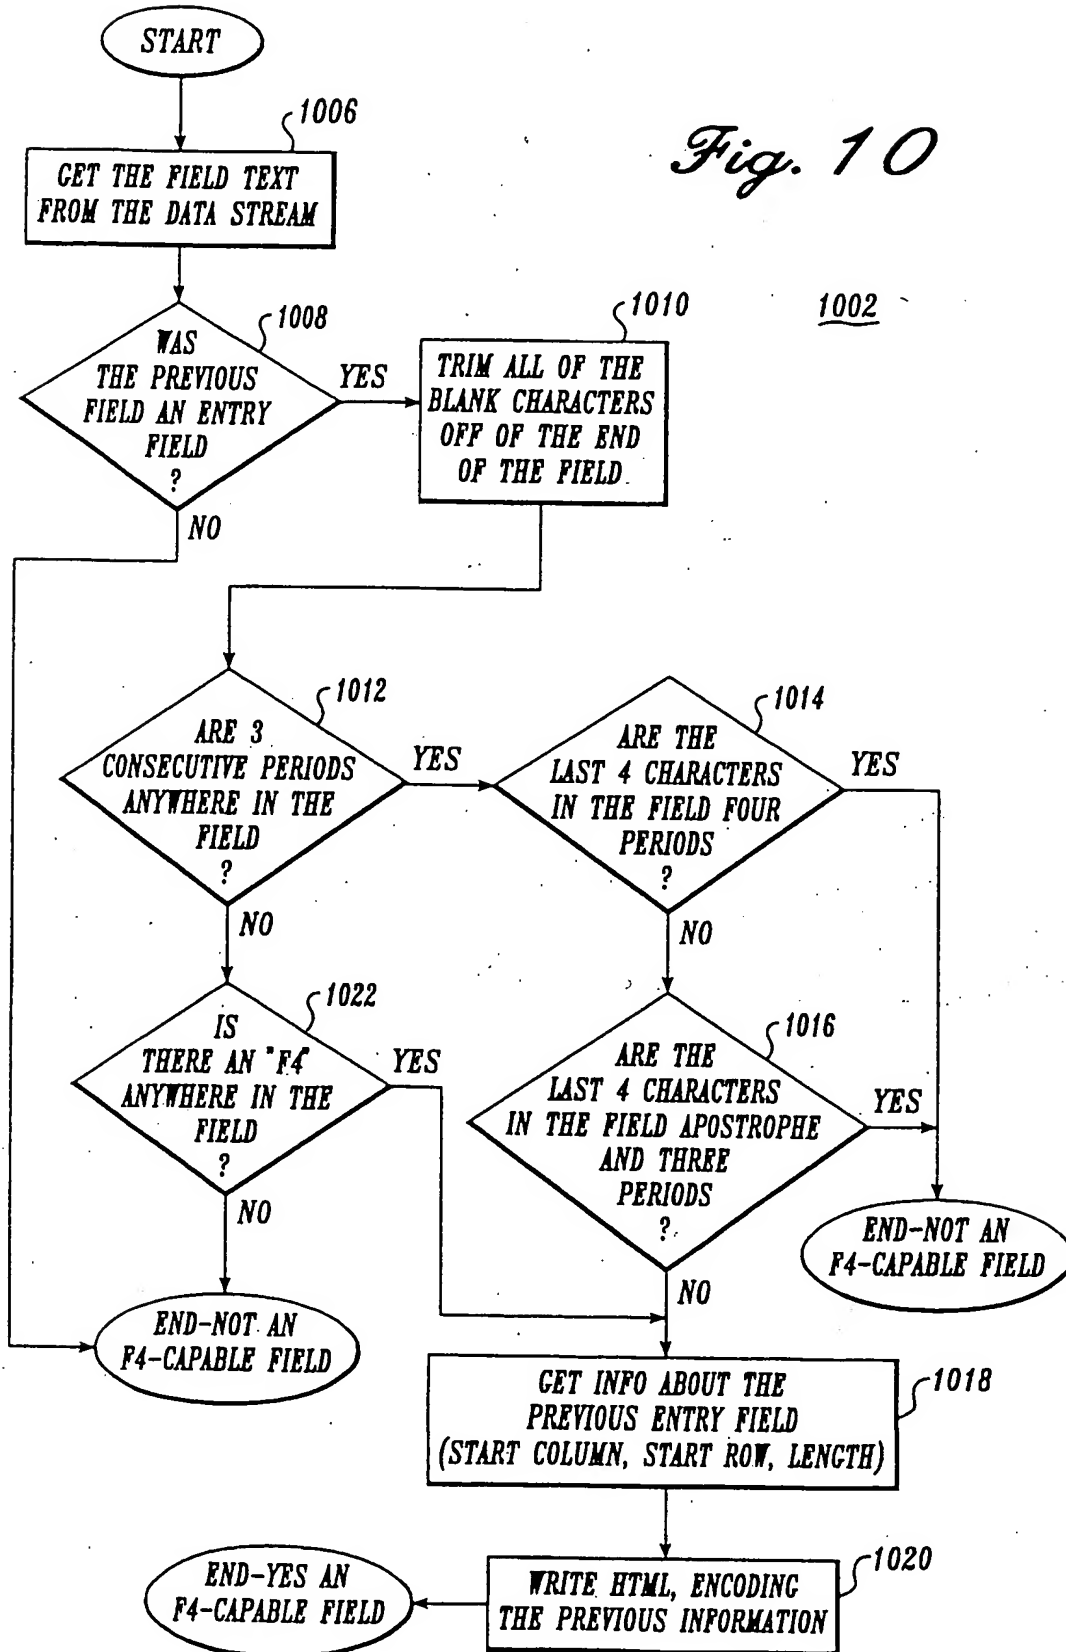 START
1006
Fig. 10
GET THE FIELD TEXT
FROM THE DATA STREAM
1008
WAS
THE PREVIOUS
FIELD AN ENTRY
FIELD
?
YES
NO
1010
TRIM ALL OF THE
BLANK CHARACTERS
OFF OF THE END
OF THE FIELD
1002
1012
ARE 3
CONSECUTIVE PERIODS
ANYWHERE IN THE
FIELD
?
YES
NO
1014
ARE THE
LAST 4 CHARACTERS
IN THE FIELD FOUR
PERIODS
?
YES
NO
1022
IS
THERE AN "F4"
ANYWHERE IN THE
FIELD
?
YES
NO
1016
ARE THE
LAST 4 CHARACTERS
IN THE FIELD APOSTROPHE
AND THREE
PERIODS
?
YES
NO
END-NOT AN
F4-CAPABLE FIELD
END-NOT AN
F4-CAPABLE FIELD
1018
GET INFO ABOUT THE
PREVIOUS ENTRY FIELD
(START COLUMN, START ROW, LENGTH)
1020
WRITE HTML, ENCODING
THE PREVIOUS INFORMATION
END-YES AN
F4-CAPABLE FIELD